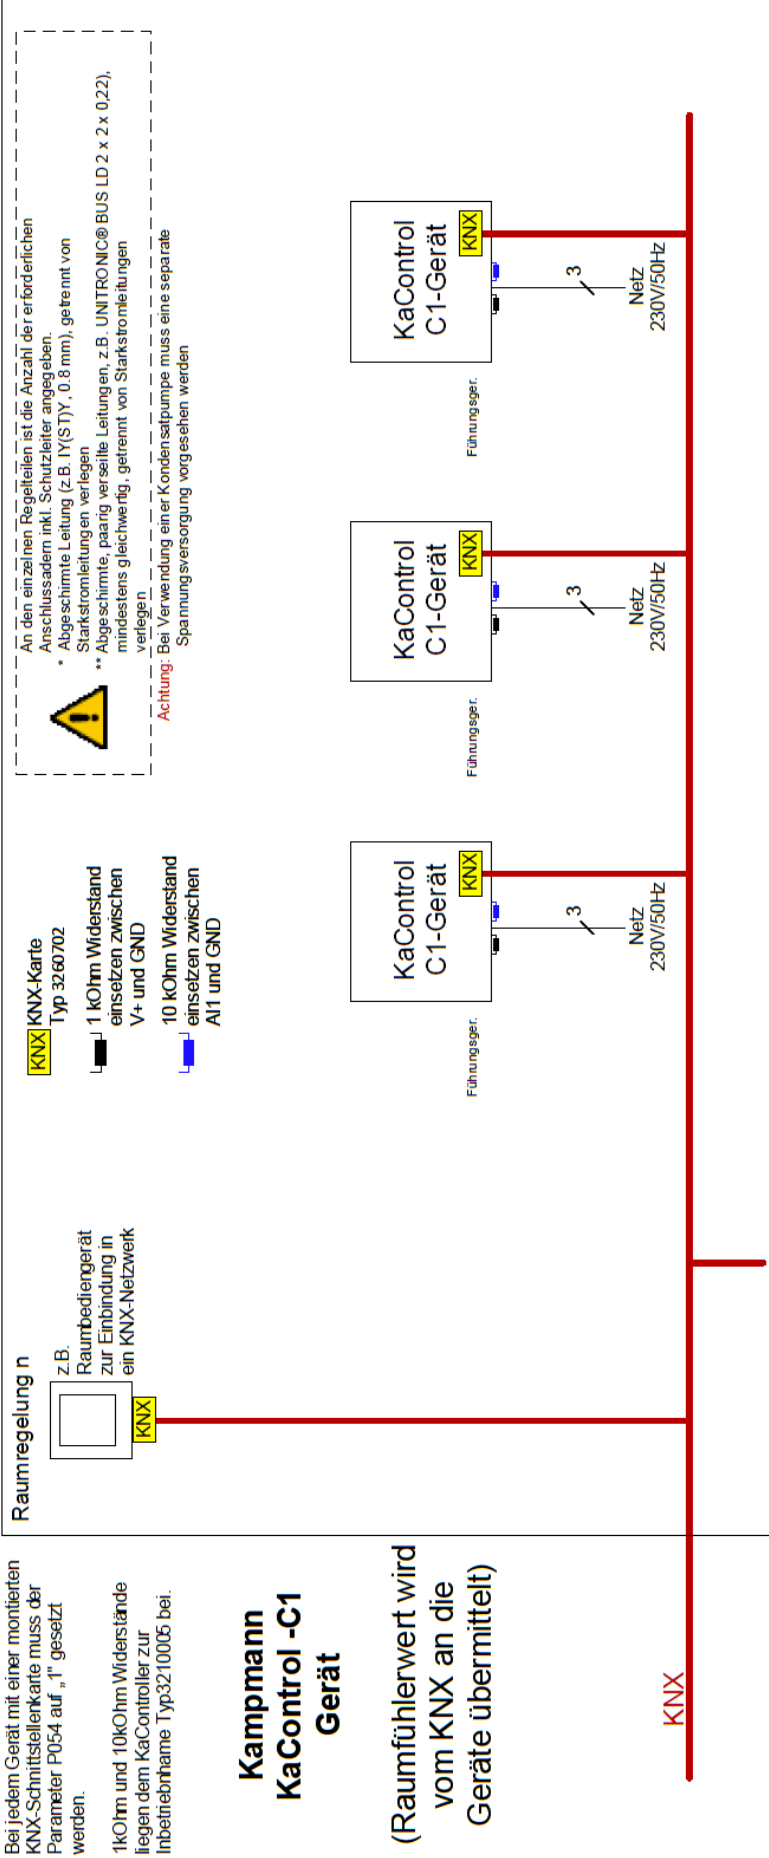 Bei jedem Gerät mit einer montierten
KNX-Schnittstellenkarte muss der
Parameter P054 auf „1" gesetzt
werden.
1kOhm und 10kOhm Widerstände
liegen dem KaController zur
Inbetriebnhame Typ3210005 bei.
Kampmann
KaControl -C1
Gerät
(Raumfühlerwert wird
vom KNX an die
Geräte übermittelt)
KNX
Raumregelung n
z.B.
Raumbediengerät
zur Einbindung in
ein KNX-Netzwerk
KNX
KNX KNX-Karte
Typ 3260702
1 kOhm Widerstand
einsetzen zwischen
V+ und GND
10 kOhm Widerstand
einsetzen zwischen
AI1 und GND
An den einzelnen Regelteilen ist die Anzahl der erforderlichen
Anschlussadern inkl. Schutzleiter angegeben.
* Abgeschirmte Leitung (z.B. IY(ST)Y, 0.8 mm), getrennt von
Starkstromleitungen verlegen
** Abgeschirmte, paarig verseilte Leitungen, z.B. UNITRONIC® BUS LD 2 x 2 x 0,22),
mindestens gleichwertig, getrennt von Starkstromleitungen
verlegen
Achtung: Bei Verwendung einer Kondensatpumpe muss eine separate
Spannungsversorgung vorgesehen werden
KaControl
C1-Gerät
KNX
Führungsger.
3
Netz
230V/50Hz
KaControl
C1-Gerät
KNX
Führungsger.
3
Netz
230V/50Hz
KaControl
C1-Gerät
KNX
Führungsger.
3
Netz
230V/50Hz